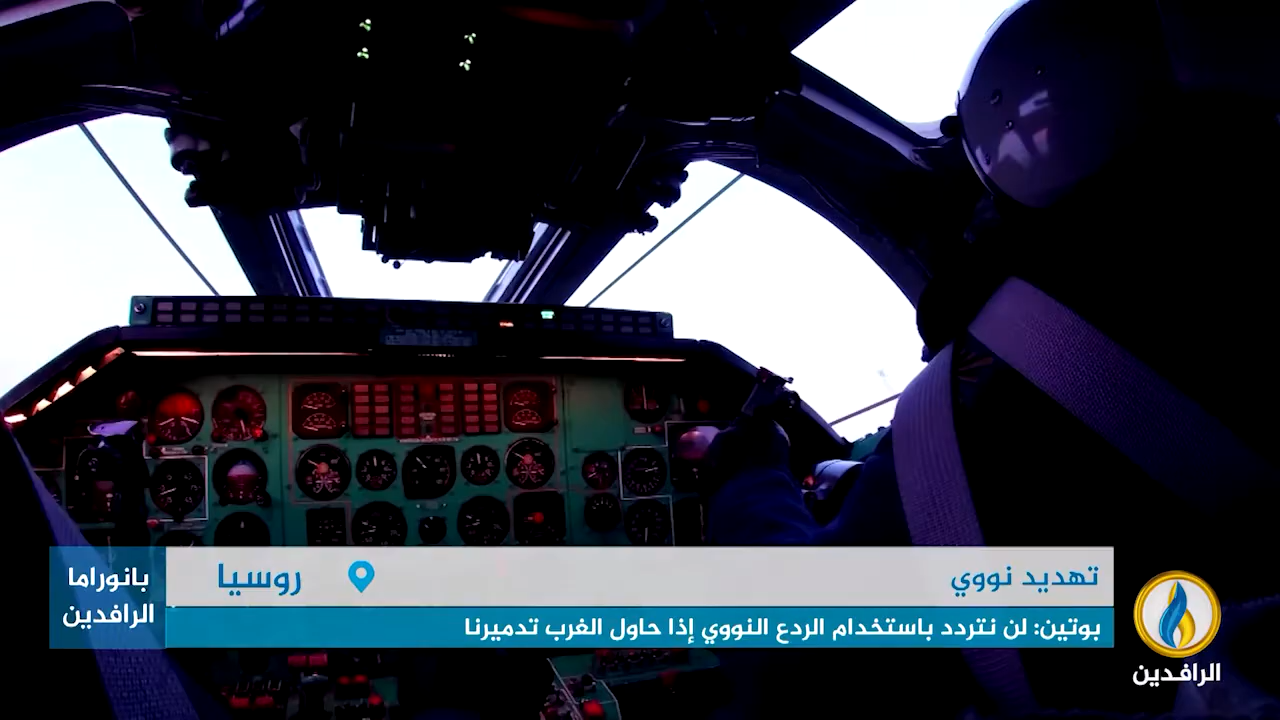 تهديد نووي
روسيا
بوتين: لن نتردد باستخدام الردع النووي إذا حاول الغرب تدميرنا
بانوراما
الرافدين
الرافدين